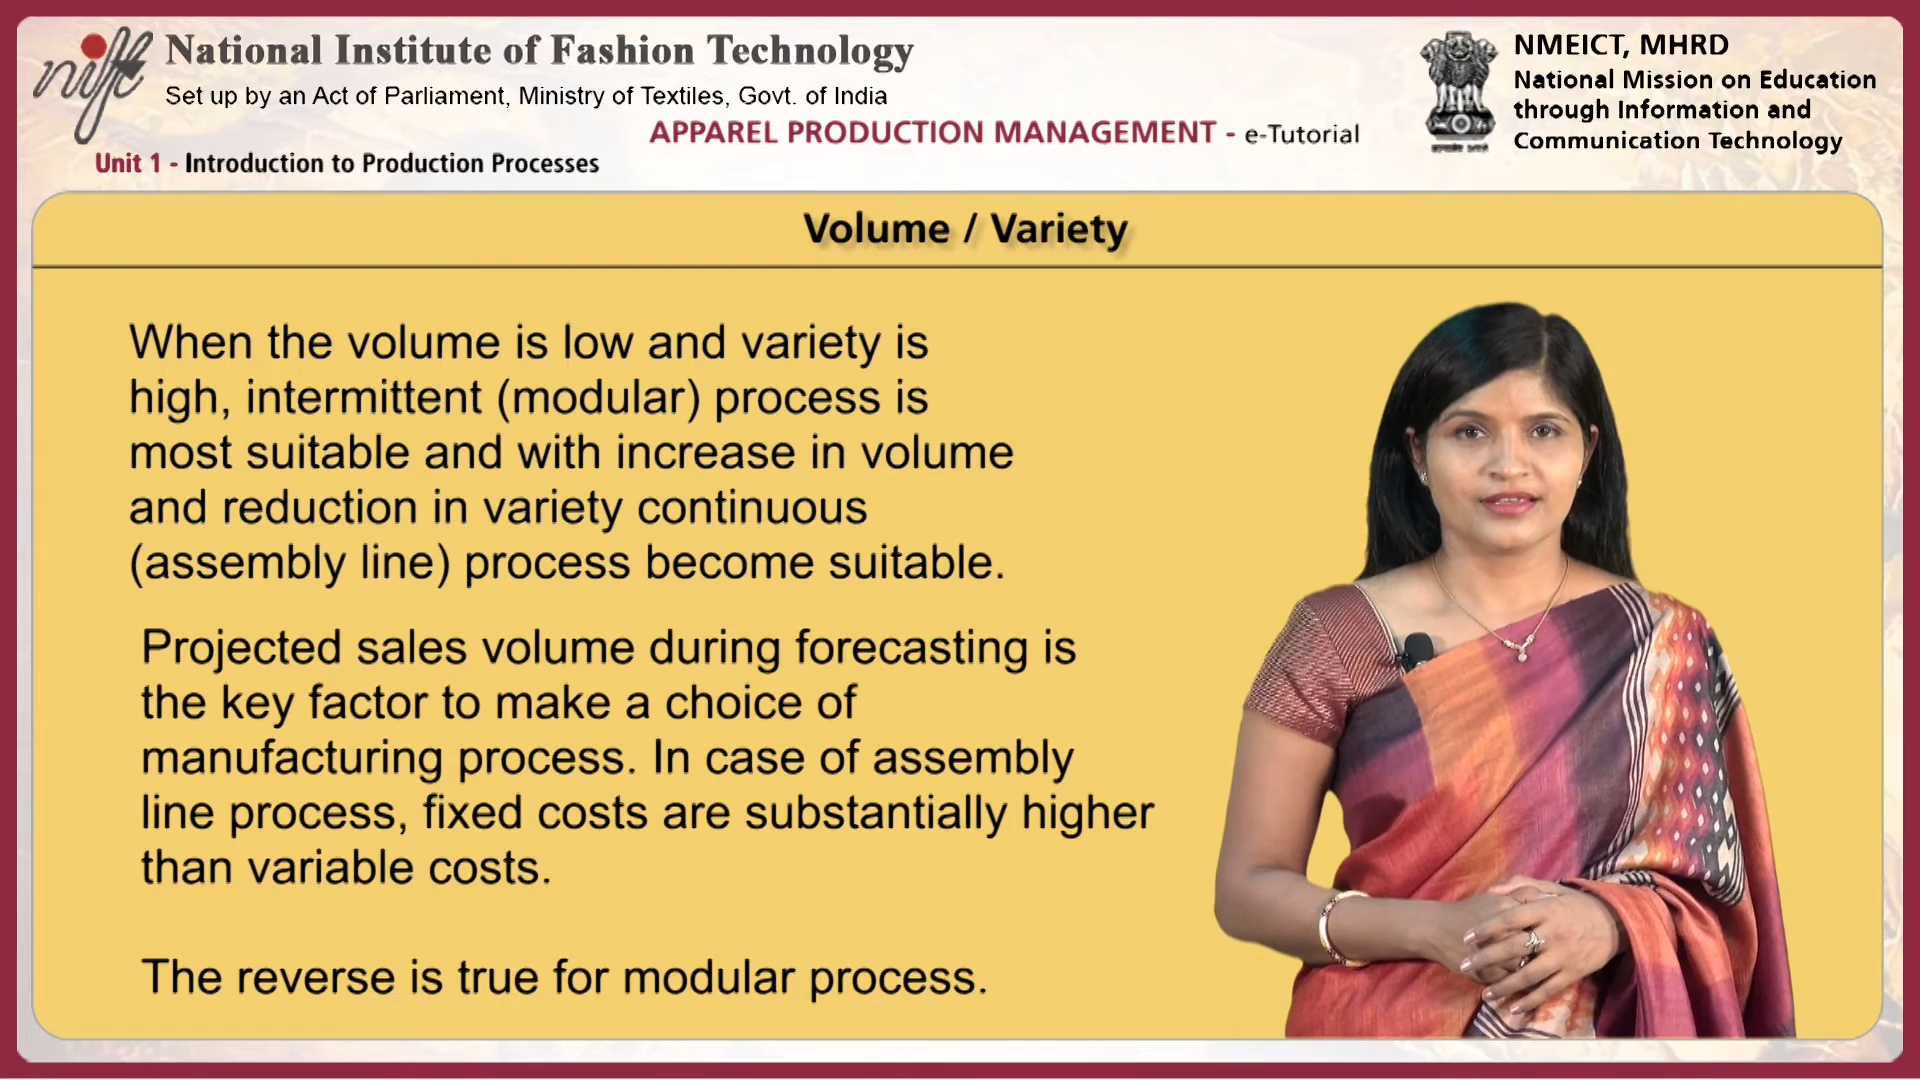 nift
National Institute of Fashion Technology
Set up by an Act of Parliament, Ministry of Textiles, Govt. of India
APPAREL PRODUCTION MANAGEMENT - e-Tutorial
Unit 1 - Introduction to Production Processes
NMEICT, MHRD
National Mission on Education
through Information and
Communication Technology
Volume / Variety
When the volume is low and variety is
high, intermittent (modular) process is
most suitable and with increase in volume
and reduction in variety continuous
(assembly line) process become suitable.
Projected sales volume during forecasting is
the key factor to make a choice of
manufacturing process. In case of assembly
line process, fixed costs are substantially higher
than variable costs.
The reverse is true for modular process.